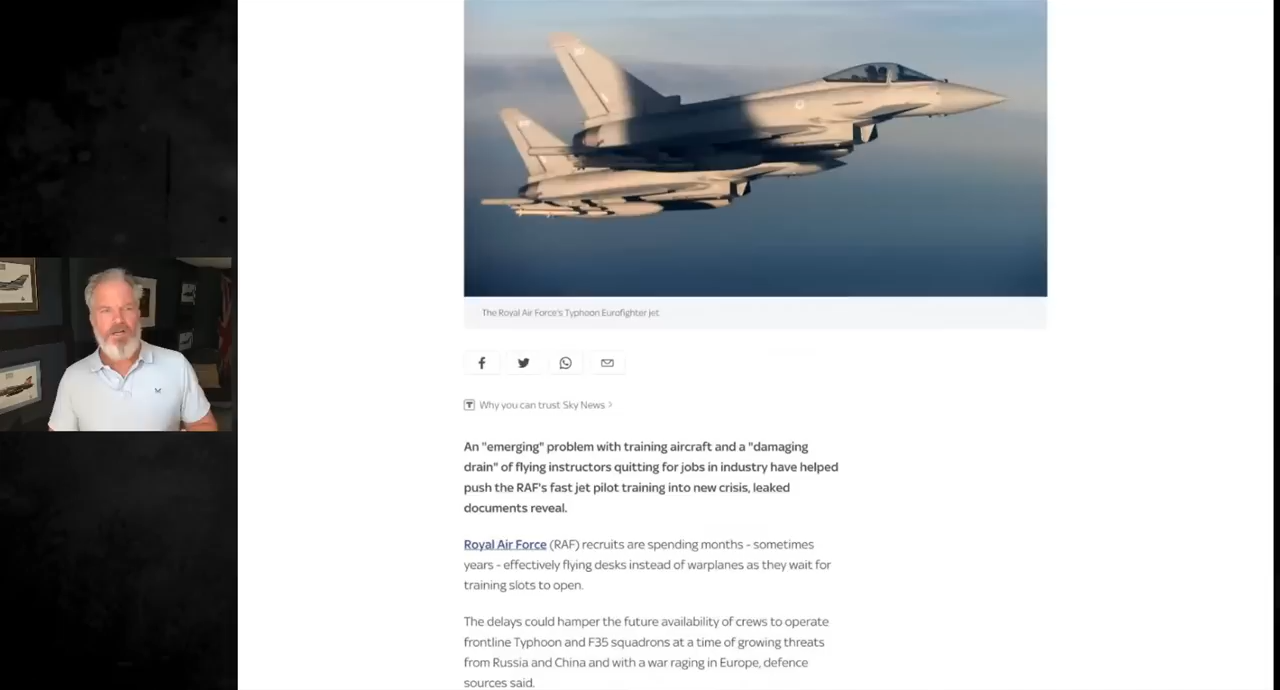 The Royal Air Force's Typhoon Eurofighter jet
Why you can trust Sky News >
An "emerging" problem with training aircraft and a "damaging
drain" of flying instructors quitting for jobs in industry have helped
push the RAF's fast jet pilot training into new crisis, leaked
documents reveal.
Royal Air Force (RAF) recruits are spending months - sometimes
years - effectively flying desks instead of warplanes as they wait for
training slots to open.
The delays could hamper the future availability of crews to operate
frontline Typhoon and F35 squadrons at a time of growing threats
from Russia and China and with a war raging in Europe, defence
sources said.